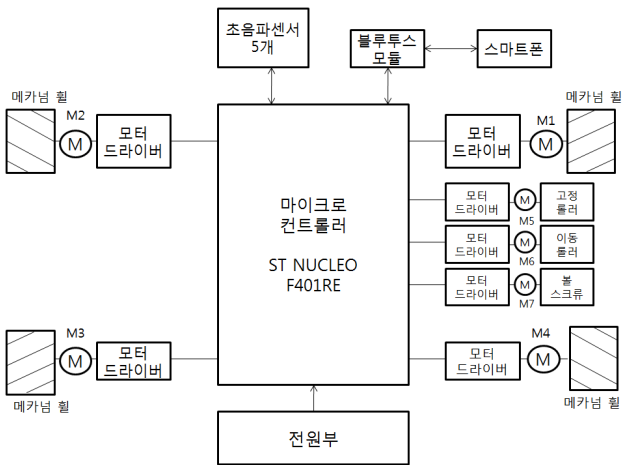 초음파센서
5개
블루투스
모듈
스마트폰
메카넘 휠
M2
M
모터
드라이버
모터
드라이버
M1
M
메카넘 휠
마이크로
컨트롤러
ST NUCLEO
F401RE
모터
드라이버
M
M5
고정
롤러
모터
드라이버
M
M6
이동
롤러
모터
드라이버
M
M7
볼
스크류
M3
M
모터
드라이버
메카넘 휠
모터
드라이버
M4
M
메카넘 휠
전원부